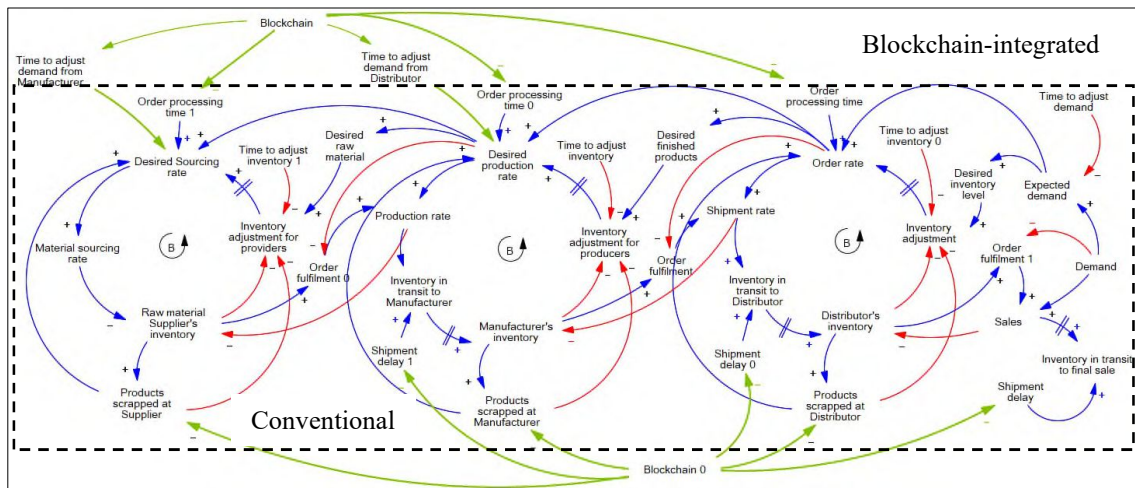 Blockchain
Blockchain-integrated
Time to adjust
demand from
Manufacturer
Time to adjust
demand from
Distributor
Order processing
time 1
Order processing
time 0
Order
processing time
Time to adjust
demand
Desired Sourcing
rate
Time to adjust
inventory 1
Desired
raw
material
Desired
production
rate
Time to adjust
inventory
Desired
finished
products
Order rate
Time to adjust
inventory 0
Desired
inventory
level
Expected
demand
Material sourcing
rate
B
Inventory
adjustment for
providers
Production rate
Order
fulfilment 0
B
Inventory
adjustment for
producers
Shipment rate
Order
fulfilment
B
Inventory
adjustment
Order
fulfilment 1
Demand
Raw material
Supplier's
inventory
Inventory in
transit to
Manufacturer
Manufacturer's
inventory
Inventory in
transit to
Distributor
Distributor's
inventory
Sales
Inventory in transit
to final sale
Products
scrapped at
Supplier
Shipment
delay 1
Products
scrapped at
Manufacturer
Shipment
delay 0
Products
scrapped at
Distributor
Shipment
delay
Conventional
Blockchain 0